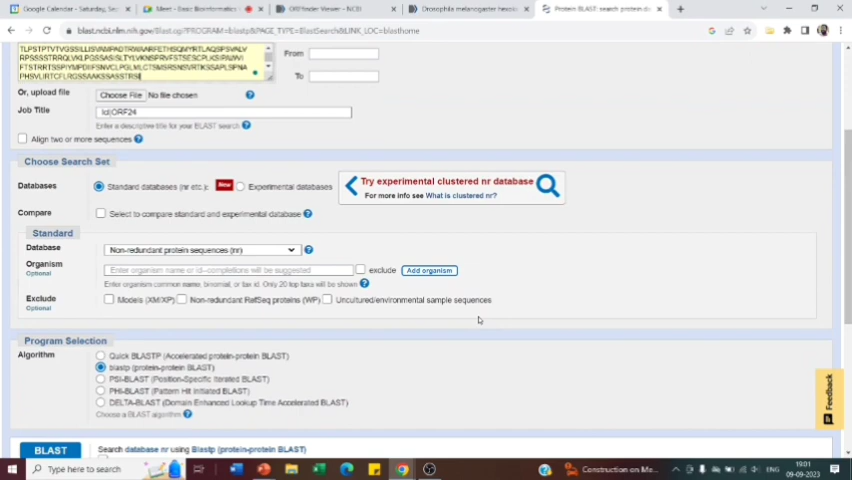 Google Calendar - Saturday, Sep
Meet - Basic Bioinformatics
ORFfinder Viewer - NCBI
Drosophila melanogaster hexopl
Protein BLAST: search protein d
blast.ncbi.nlm.nih.gov/Blast.cgi?PROGRAM=blastp&PAGE_TYPE=BlastSearch&LINK_LOC=blasthome
From
To
Or, upload file
Choose File No file chosen
Job Title
lcl|ORF24
Enter a descriptive title for your BLAST search
Align two or more sequences
Choose Search Set
Databases
Standard databases (nr etc.):
New
Experimental databases
Try experimental clustered nr database
For more info see What is clustered nr?
Compare
Select to compare standard and experimental database
Standard
Database
Non-redundant protein sequences (nr)
Organism
Optional
Enter organism name or id--completions will be suggested
exclude
Add organism
Enter organism common name, binomial, or tax id. Only 20 top taxa will be shown
Exclude
Optional
Models (XM/XP)
Non-redundant RefSeq proteins (WP)
Uncultured/environmental sample sequences
Program Selection
Algorithm
Quick BLASTP (Accelerated protein-protein BLAST)
blastp (protein-protein BLAST)
PSI-BLAST (Position-Specific Iterated BLAST)
PHI-BLAST (Pattern Hit Initiated BLAST)
DELTA-BLAST (Domain Enhanced Lookup Time Accelerated BLAST)
Choose a BLAST algorithm
Feedback
BLAST
Search database nr using Blastp (protein-protein BLAST)
Type here to search
Construction on Me...
ENG
19:01
09-09-2023